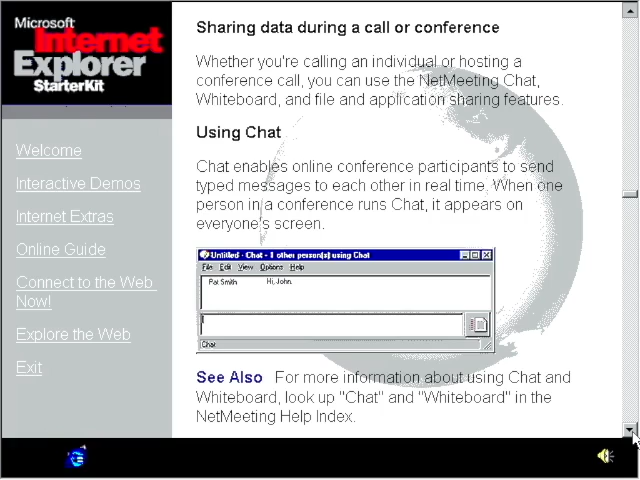 Microsoft
Internet
Explorer
StarterKit
Welcome
Interactive Demos
Internet Extras
Online Guide
Connect to the Web
Now!
Explore the Web
Exit
Sharing data during a call or conference
Whether you're calling an individual or hosting a
conference call, you can use the NetMeeting Chat,
Whiteboard, and file and application sharing features.
Using Chat
Chat enables online conference participants to send
typed messages to each other in real time. When one
person in a conference runs Chat, it appears on
everyone's screen.
Untitled - Chat - 1 other person(s) using Chat
File Edit View Options Help
Pat Smith Hi, John.
Chat
See Also For more information about using Chat and
Whiteboard, look up "Chat" and "Whiteboard" in the
NetMeeting Help Index.